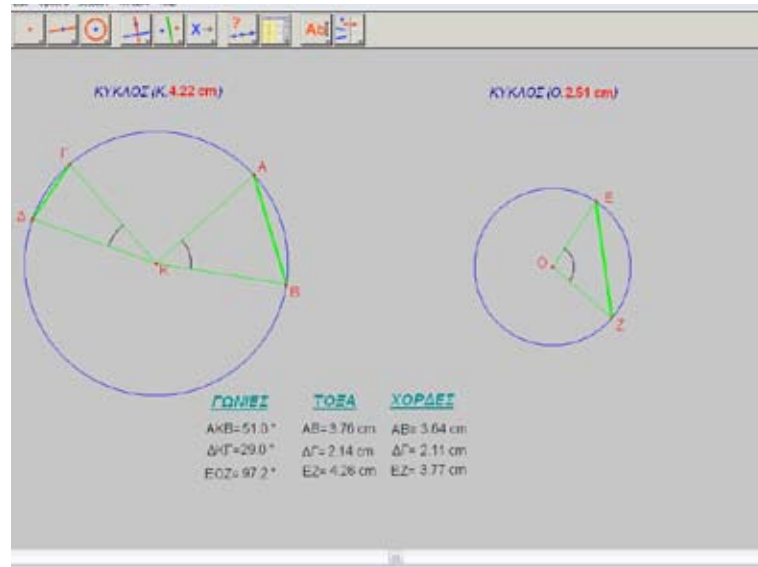 Ab
ΚΥΚΛΟΣ (Κ,4.22 cm)
ΚΥΚΛΟΣ (Ο,2.51 cm)
Γ
Α
Δ
Κ
Β
Ε
Ο
Ζ
ΓΩΝΙΕΣ ΤΟΞΑ ΧΟΡΔΕΣ
ΑΚΒ=51.0 ° ΑΒ=3.76 cm ΑΒ= 3.64 cm
ΔΚΓ=29.0 ° ΔΓ= 2.14 cm ΔΓ= 2.11 cm
ΕΟΖ= 97.2 ° ΕΖ= 4.26 cm ΕΖ= 3.77 cm